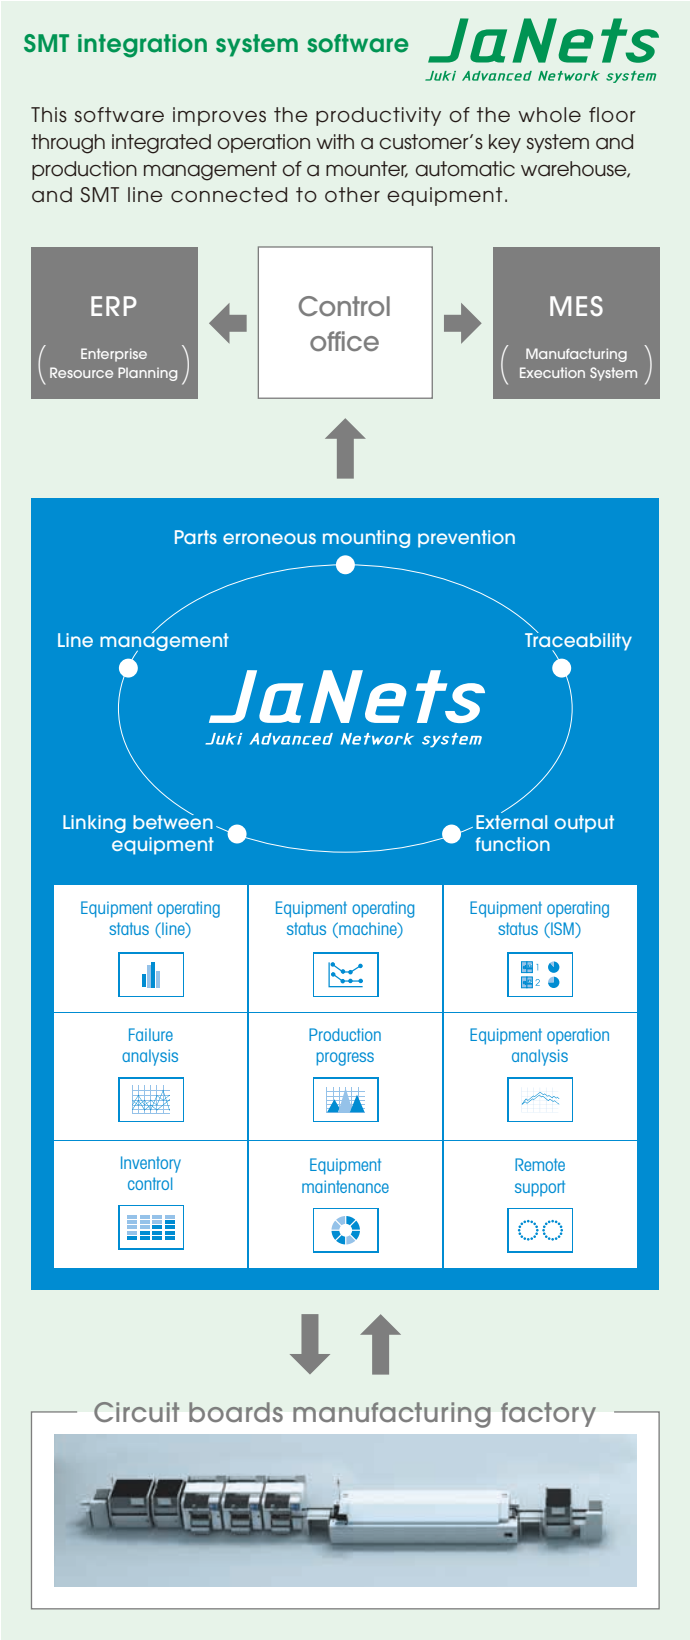 SMT integration system software
JaNets
Juki Advanced Network system
This software improves the productivity of the whole floor
through integrated operation with a customer's key system and
production management of a mounter, automatic warehouse,
and SMT line connected to other equipment.
ERP
(Enterprise
Resource Planning)
Control
office
MES
(Manufacturing
Execution System)
Parts erroneous mounting prevention
Line management
Traceability
JaNets
Juki Advanced Network system
Linking between
equipment
External output
function
Equipment operating
status (line)
Equipment operating
status (machine)
Equipment operating
status (ISM)
1
2
Failure
analysis
Production
progress
Equipment operation
analysis
Inventory
control
Equipment
maintenance
Remote
support
Circuit boards manufacturing factory